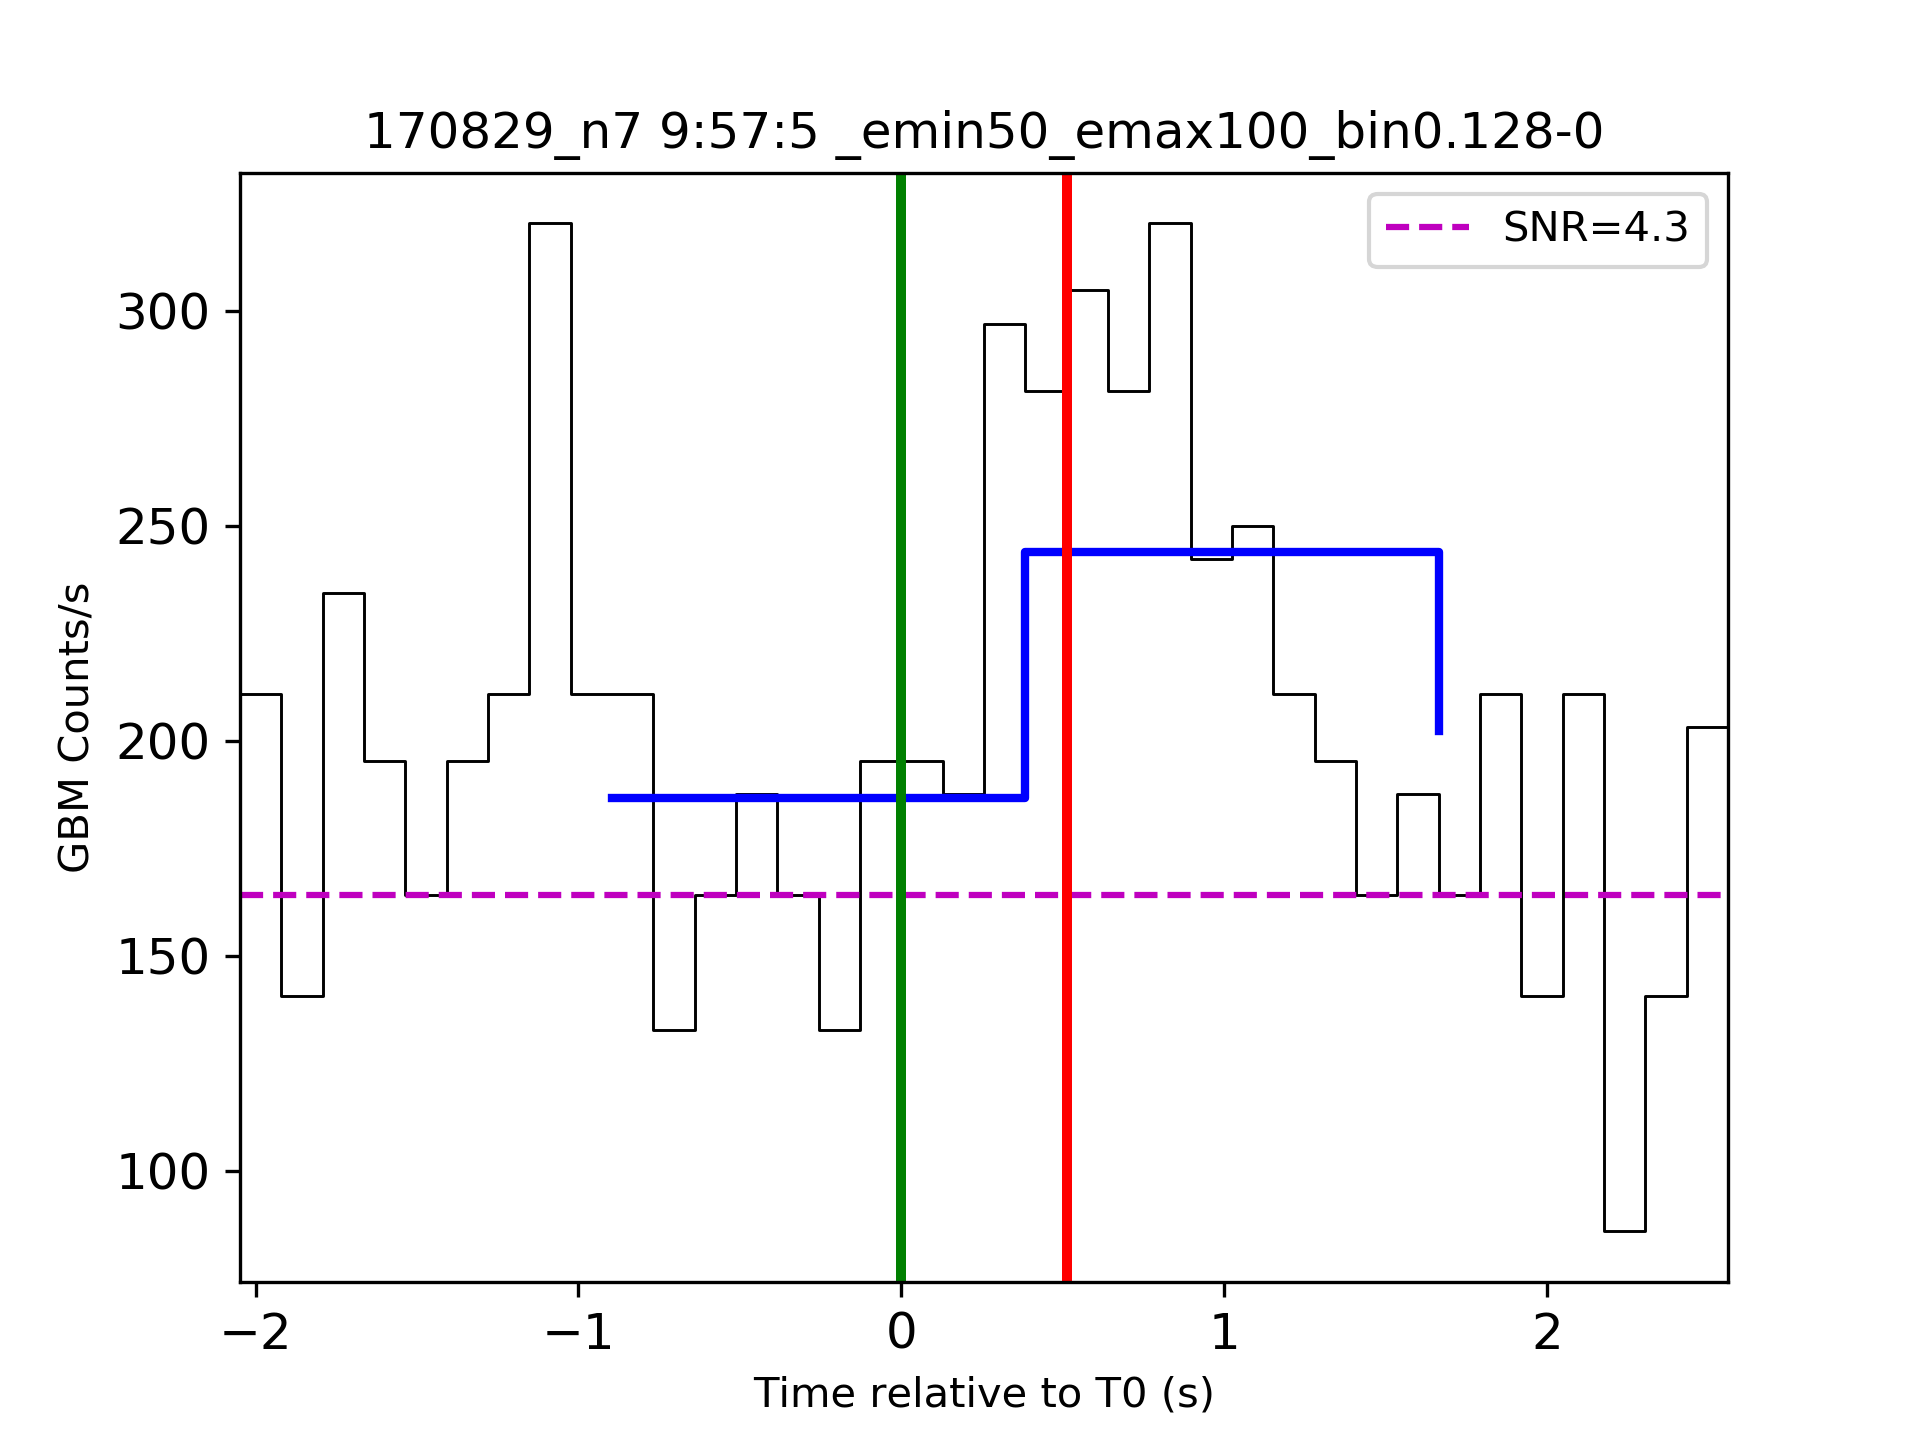 170829_n7 9:57:5 _emin50_emax100_bin0.128-0
SNR=4.3
GBM Counts/s
300
250
200
150
100
−2
−1
0
1
2
Time relative to T0 (s)